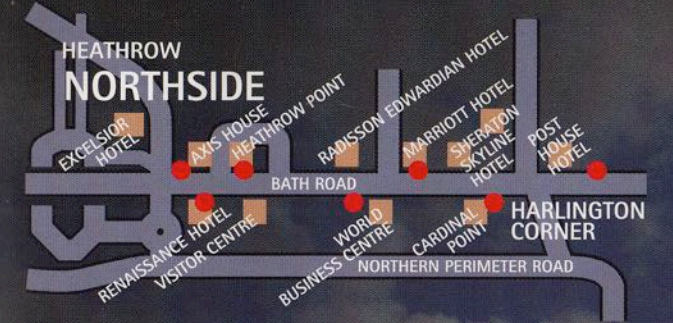 HEATHROW
NORTHSIDE
EXCELSIOR
HOTEL
AXIS HOUSE
HEATHROW POINT
RADISSON EDWARDIAN HOTEL
MARRIOTT HOTEL
SHERATON
SKYLINE
HOTEL
POST
HOUSE
HOTEL
BATH ROAD
RENAISSANCE HOTEL
VISITOR CENTRE
WORLD
BUSINESS CENTRE
CARDINAL
POINT
HARLINGTON
CORNER
NORTHERN PERIMETER ROAD